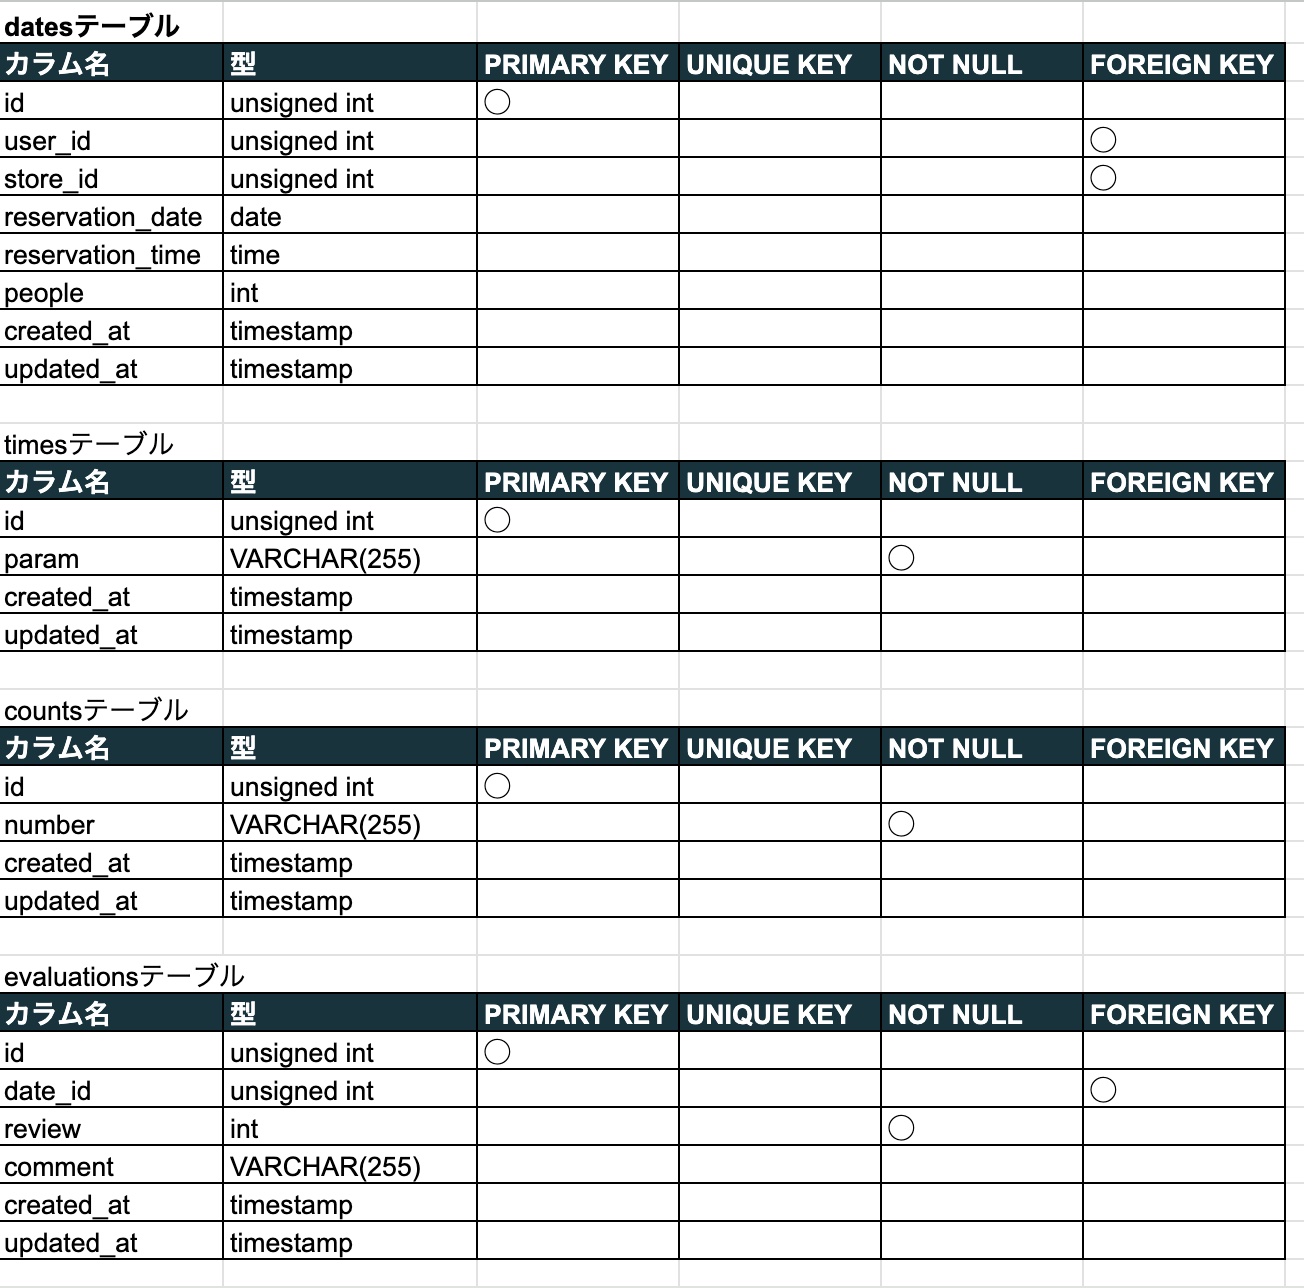 datesテーブル
カラム名 型 PRIMARY KEY UNIQUE KEY NOT NULL FOREIGN KEY
id unsigned int ○
user_id unsigned int ○
store_id unsigned int ○
reservation_date date
reservation_time time
people int
created_at timestamp
updated_at timestamp
timesテーブル
カラム名 型 PRIMARY KEY UNIQUE KEY NOT NULL FOREIGN KEY
id unsigned int ○
param VARCHAR(255) ○
created_at timestamp
updated_at timestamp
countsテーブル
カラム名 型 PRIMARY KEY UNIQUE KEY NOT NULL FOREIGN KEY
id unsigned int ○
number VARCHAR(255) ○
created_at timestamp
updated_at timestamp
evaluationsテーブル
カラム名 型 PRIMARY KEY UNIQUE KEY NOT NULL FOREIGN KEY
id unsigned int ○
date_id unsigned int ○
review int ○
comment VARCHAR(255)
created_at timestamp
updated_at timestamp